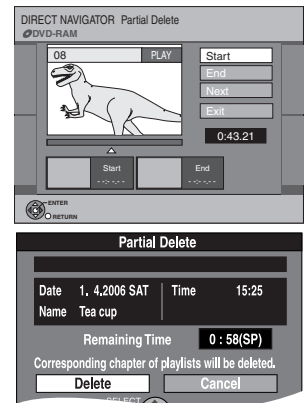 DIRECT NAVIGATOR Partial Delete
DVD-RAM
08 PLAY
Start
End
Next
Exit
0:43.21
Start End
--:--.-- --:--.--
ENTER
RETURN
Partial Delete
Date 1, 4,2006 SAT Time 15:25
Name Tea cup
Remaining Time 0 : 58(SP)
Corresponding chapter of playlists will be deleted.
Delete Cancel
SELECT